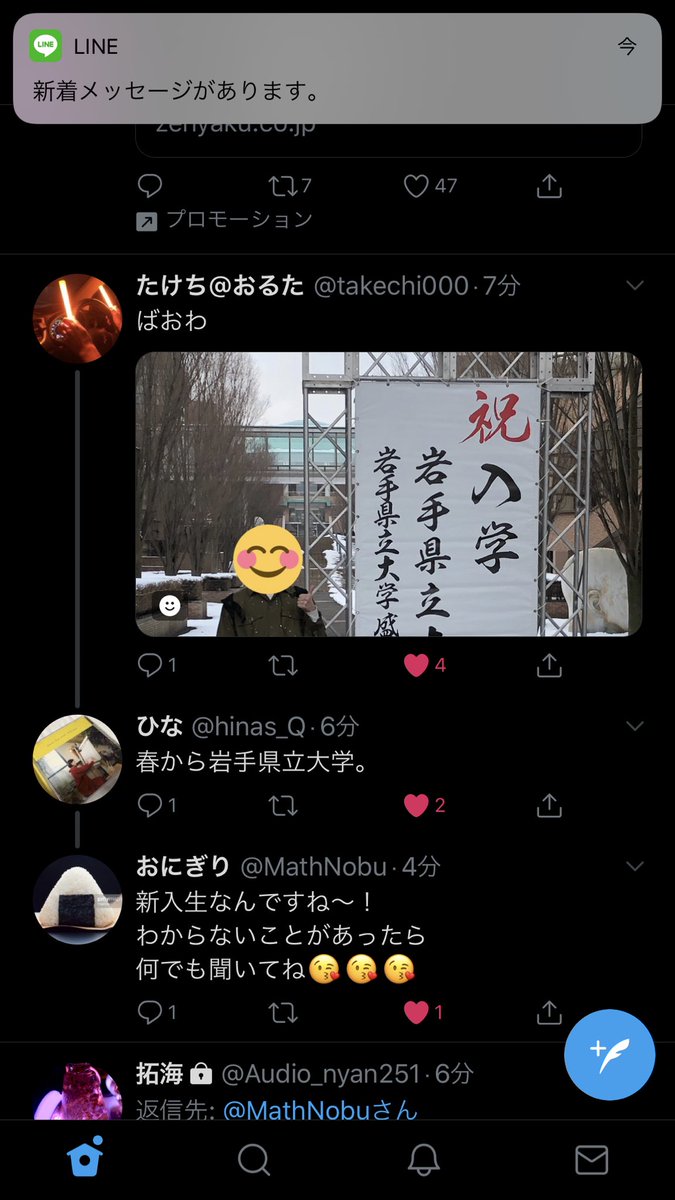 LINE
今
新着メッセージがあります。
zenyaku.co.jp
7
47
プロモーション
たけち@おるた @takechi000·7分
ばおわ
祝
入学
岩手県立
岩手県立大学盛
1
4
ひな @hinas_Q·6分
春から岩手県立大学。
1
2
おにぎり @MathNobu·4分
新入生なんですね〜！
わからないことがあったら
何でも聞いてね😘😘😘
1
1
拓海 @Audio_nyan251·6分
返信先: @MathNobuさん